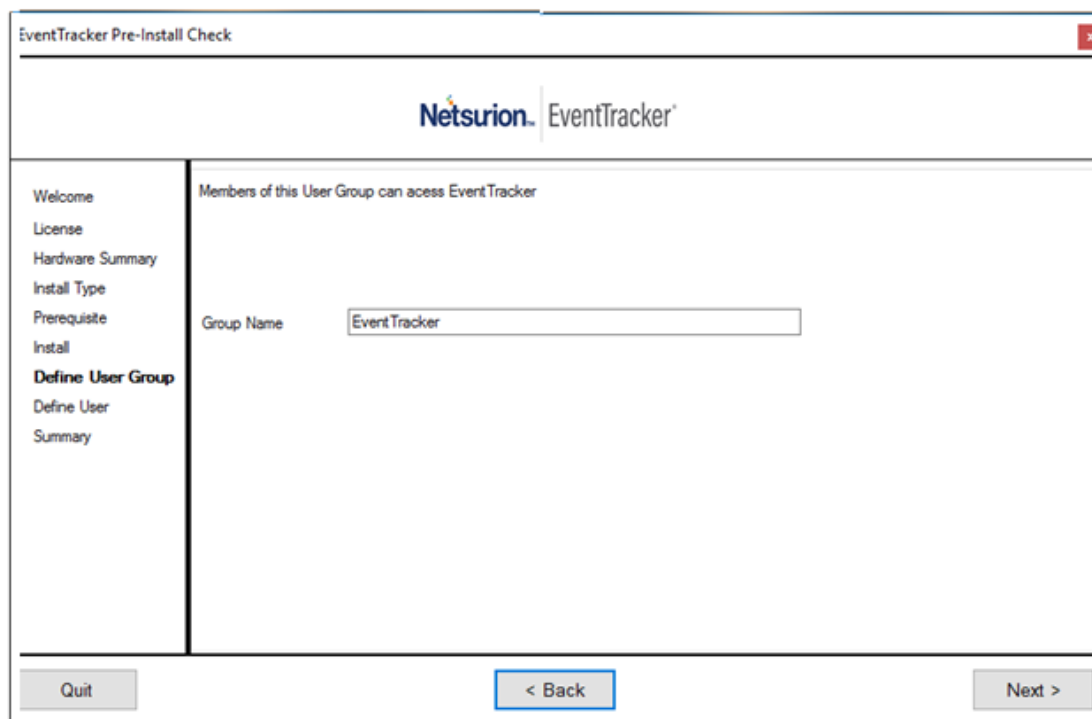 EventTracker Pre-Install Check
x
Netsurion™ EventTracker®
Welcome
License
Hardware Summary
Install Type
Prerequisite
Install
Define User Group
Define User
Summary
Members of this User Group can acess EventTracker
Group Name
EventTracker
Quit
< Back
Next >